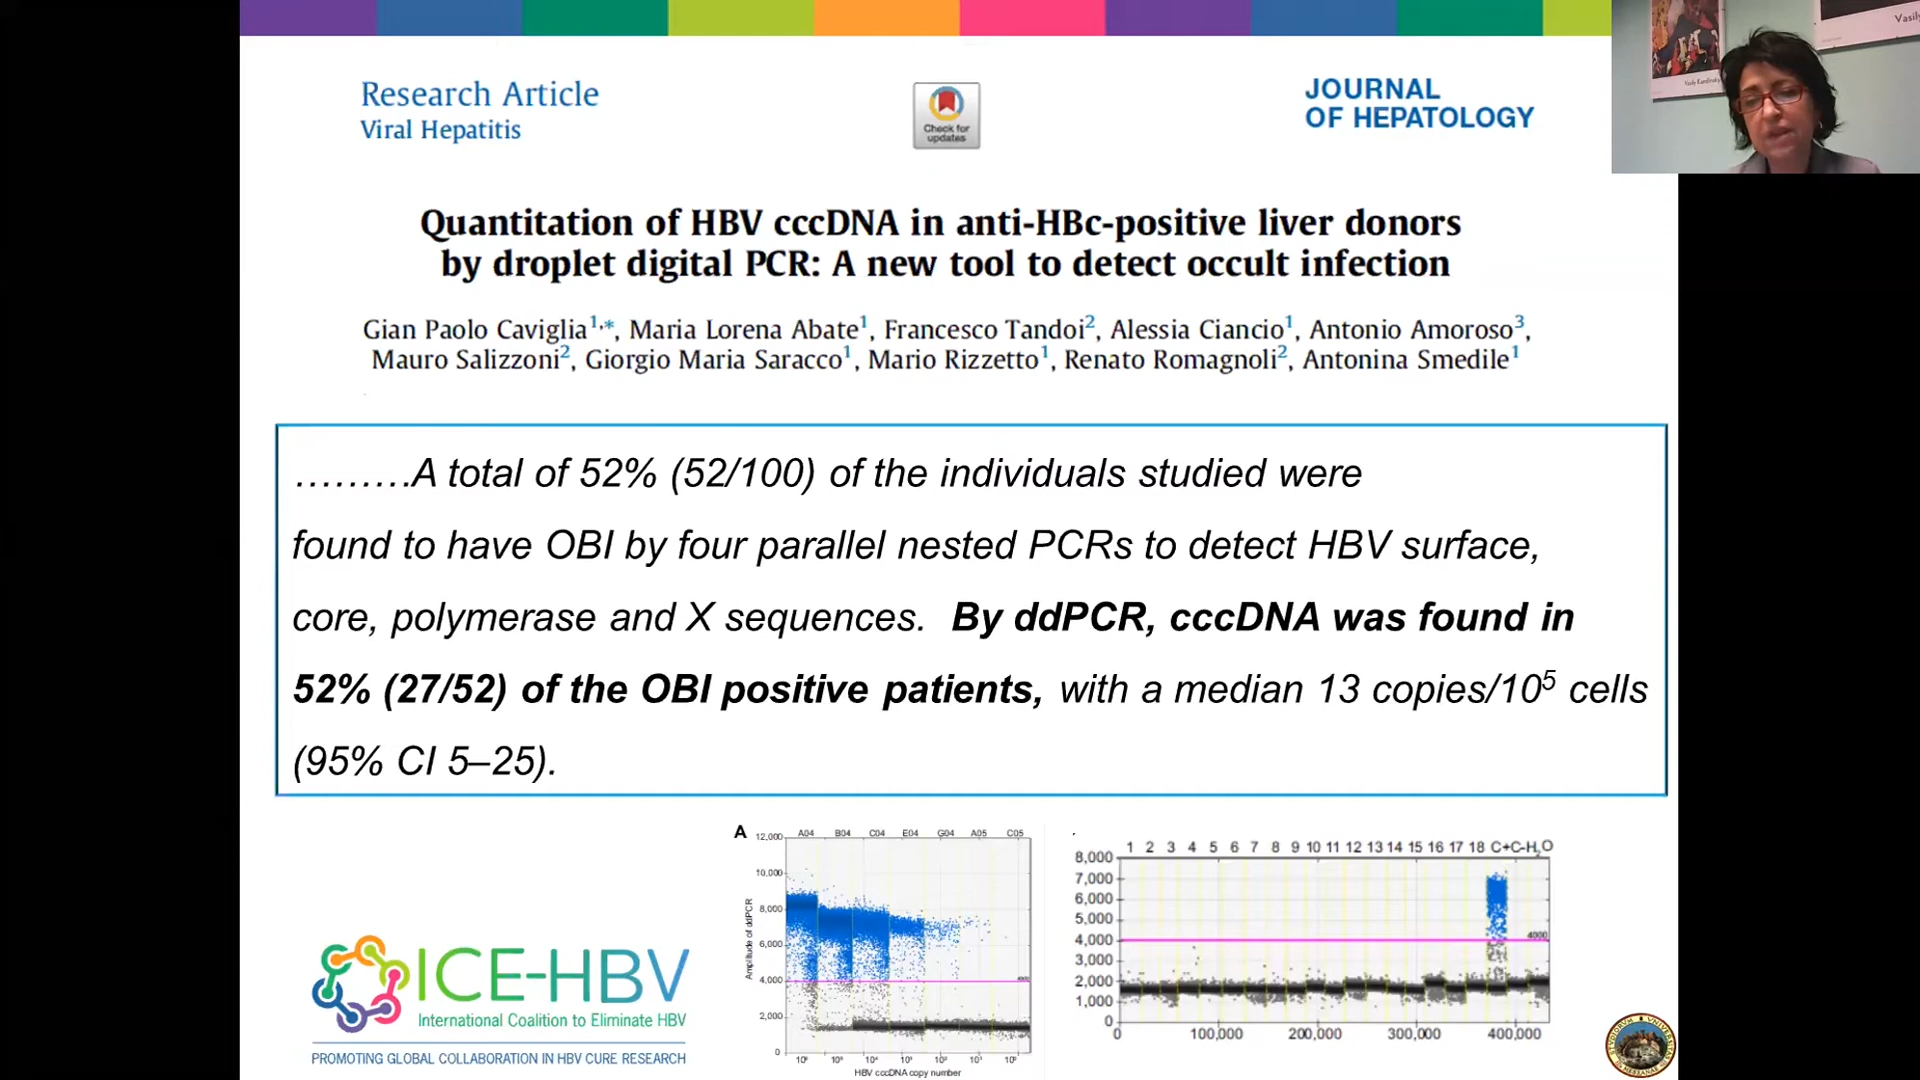 Research Article
Viral Hepatitis
Check for
updates
JOURNAL
OF HEPATOLOGY
Vasily Kandinsky
Vasil
Quantitation of HBV cccDNA in anti-HBc-positive liver donors
by droplet digital PCR: A new tool to detect occult infection
Gian Paolo Caviglia1,*, Maria Lorena Abate1, Francesco Tandoi2, Alessia Ciancio1, Antonio Amoroso3,
Mauro Salizzoni2, Giorgio Maria Saracco1, Mario Rizzetto1, Renato Romagnoli2, Antonina Smedile1
.........A total of 52% (52/100) of the individuals studied were
found to have OBI by four parallel nested PCRs to detect HBV surface,
core, polymerase and X sequences. By ddPCR, cccDNA was found in
52% (27/52) of the OBI positive patients, with a median 13 copies/10⁵ cells
(95% CI 5–25).
ICE-HBV
International Coalition to Eliminate HBV
PROMOTING GLOBAL COLLABORATION IN HBV CURE RESEARCH
A
A04 B04 C04 E04 G04 A05 C05
Amplitude of ddPCR
12,000
10,000
8,000
6,000
4,000
2,000
0
4000
HBV cccDNA copy number
1 2 3 4 5 6 7 8 9 10 11 12 13 14 15 16 17 18 C+C-H2O
8,000
7,000
6,000
5,000
4,000
3,000
2,000
1,000
0
4000
0 100,000 200,000 300,000 400,000